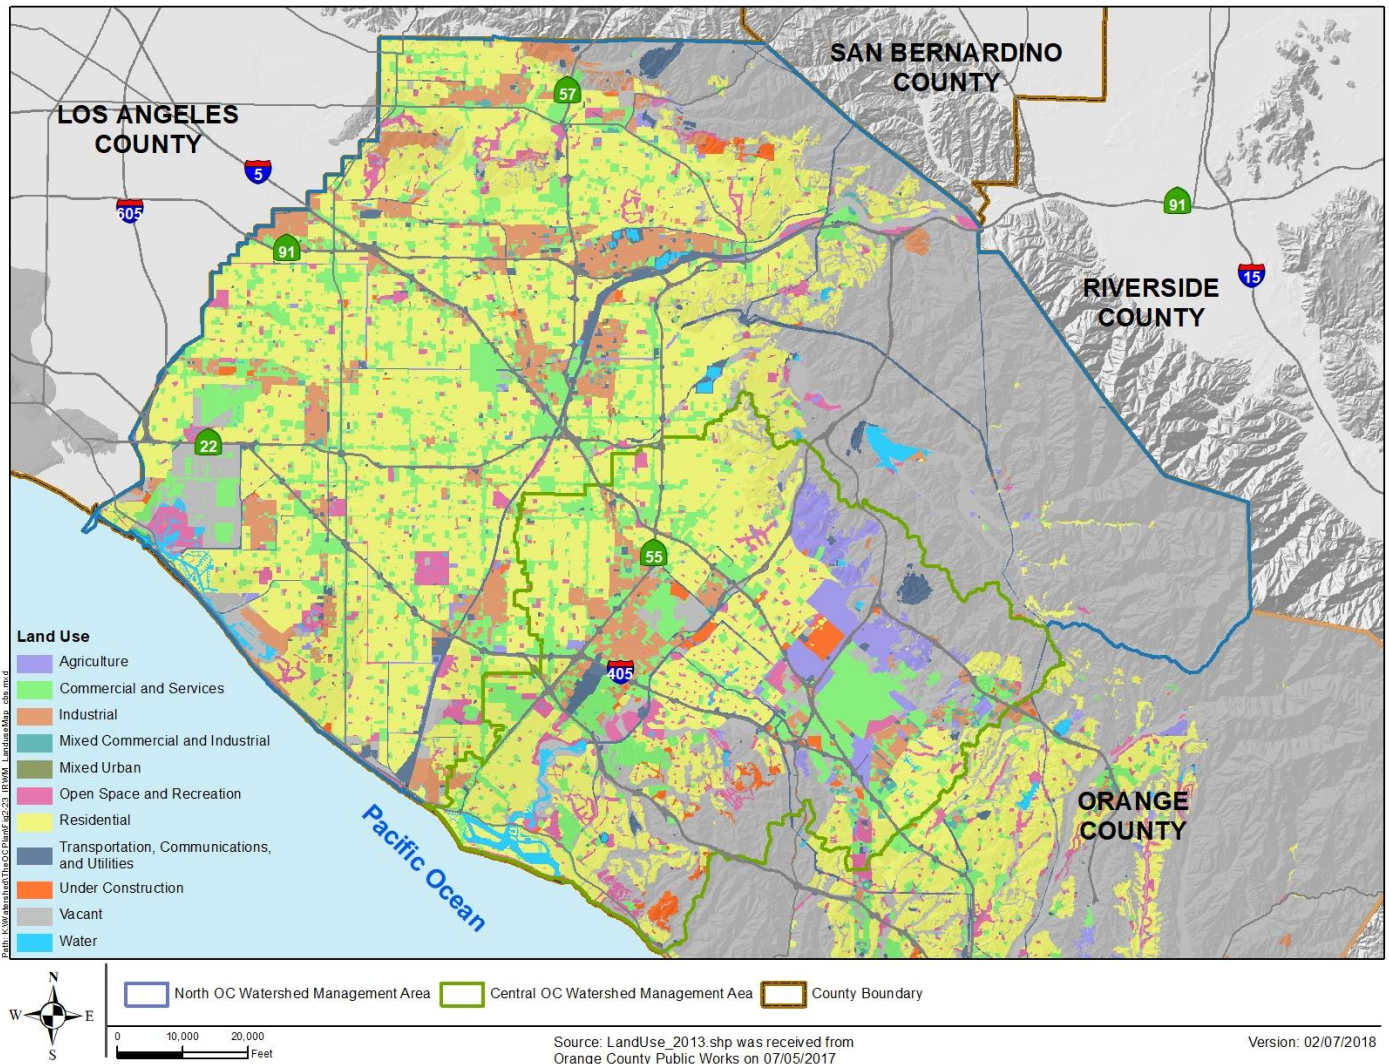 SAN BERNARDINO
COUNTY
LOS ANGELES
COUNTY
57
5
605
91
91
15
RIVERSIDE
COUNTY
22
55
405
ORANGE
COUNTY
Pacific Ocean
Land Use
Agriculture
Commercial and Services
Industrial
Mixed Commercial and Industrial
Mixed Urban
Open Space and Recreation
Residential
Transportation, Communications,
and Utilities
Under Construction
Vacant
Water
N
W
E
S
North OC Watershed Management Area
Central OC Watershed Management Aea
County Boundary
0
10,000
20,000
Feet
Source: LandUse_2013.shp was received from
Orange County Public Works on 07/05/2017
Version: 02/07/2018